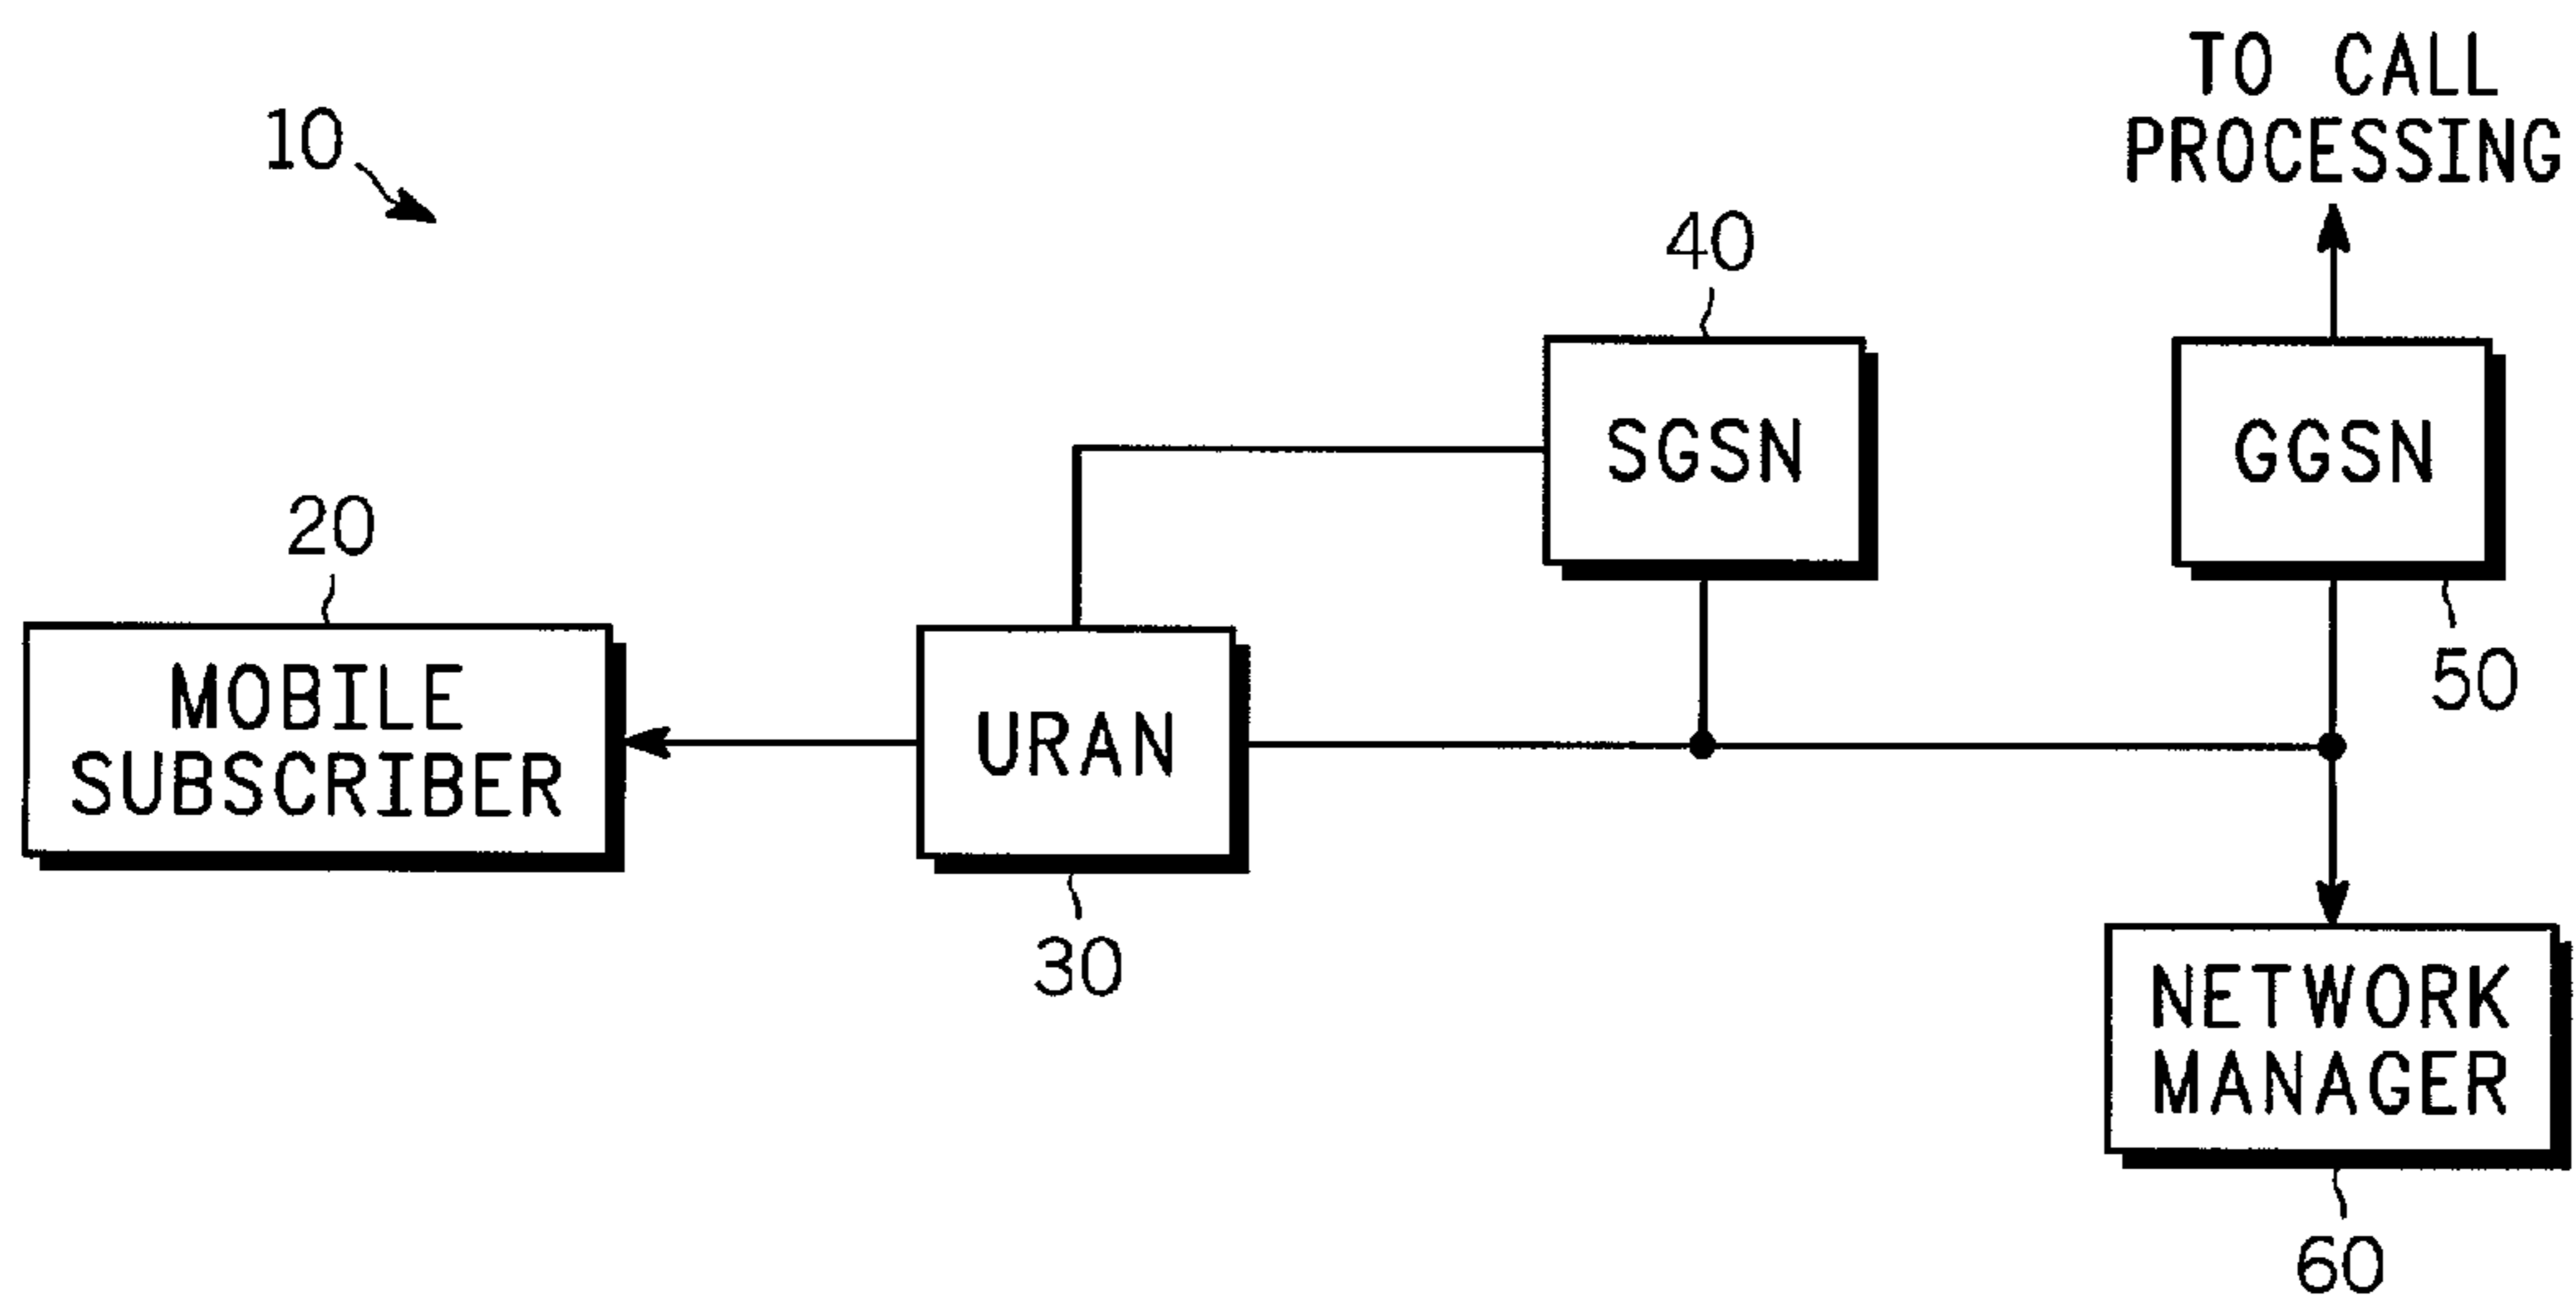 TO CALL
PROCESSING
10
40
SGSN
GGSN
20
50
MOBILE
SUBSCRIBER
URAN
30
NETWORK
MANAGER
60